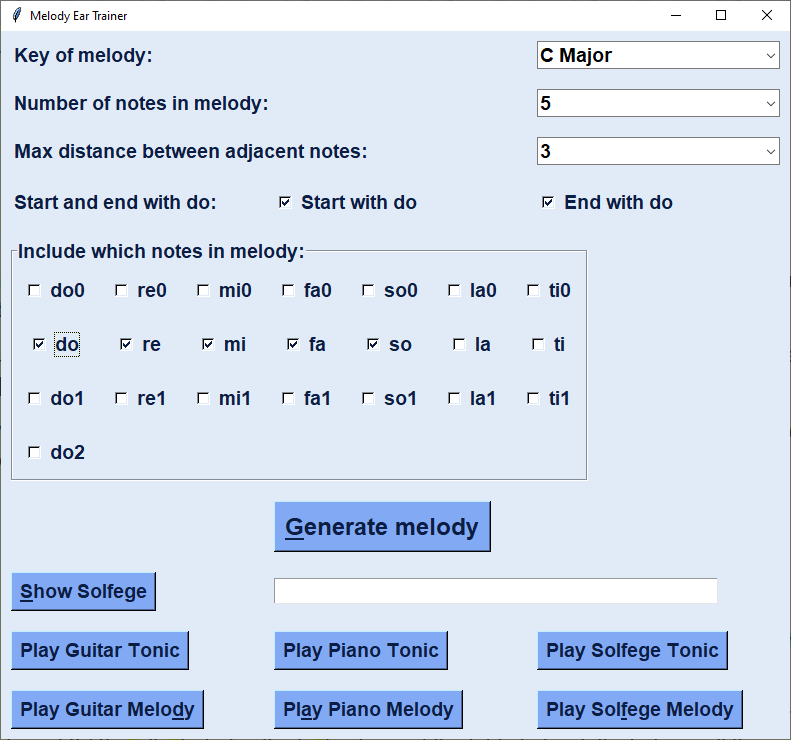 Melody Ear Trainer
Key of melody: C Major
Number of notes in melody: 5
Max distance between adjacent notes: 3
Start and end with do: Start with do End with do
Include which notes in melody:
do0 re0 mi0 fa0 so0 la0 ti0
do re mi fa so la ti
do1 re1 mi1 fa1 so1 la1 ti1
do2
Generate melody
Show Solfege
Play Guitar Tonic Play Piano Tonic Play Solfege Tonic
Play Guitar Melody Play Piano Melody Play Solfege Melody